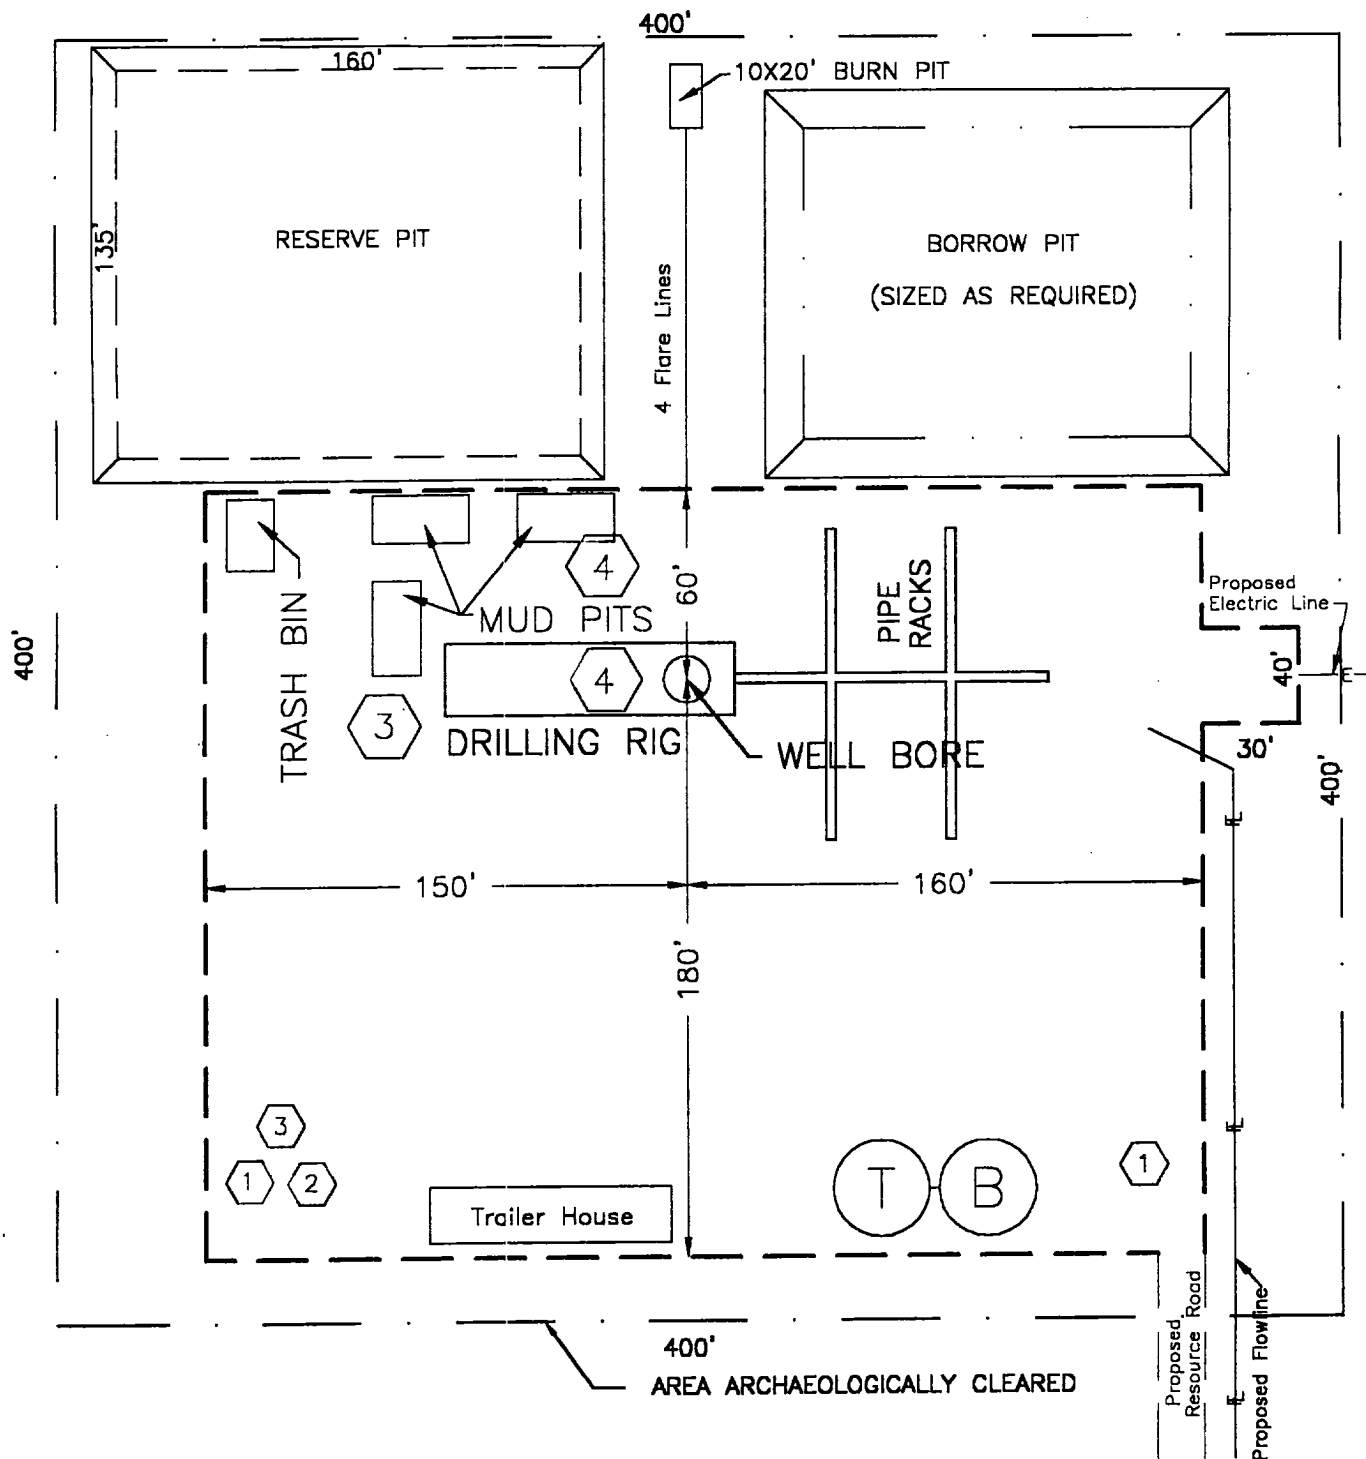 400'
160'
10X20' BURN PIT
135'
RESERVE PIT
BORROW PIT
(SIZED AS REQUIRED)
4 Flare Lines
4
60'
PIPE
RACKS
Proposed
Electric Line
TRASH BIN
MUD PITS
400'
4
40'
E
3
DRILLING RIG
WELL BORE
30'
400'
150'
160'
180'
3
1
2
Trailer House
T
B
1
400'
AREA ARCHAEOLOGICALLY CLEARED
Proposed
Resource Road
Proposed Flowline